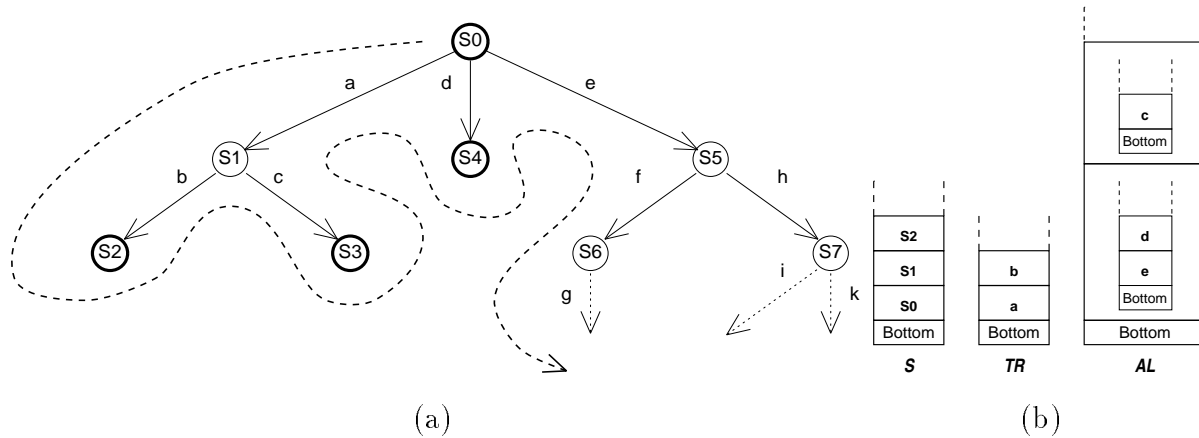 S0
a
d
e
S1
S4
S5
b
c
f
h
S2
S3
S6
S7
g
i
k
S2
S1
S0
Bottom
S
b
a
Bottom
TR
c
Bottom
d
e
Bottom
Bottom
AL
(a)
(b)